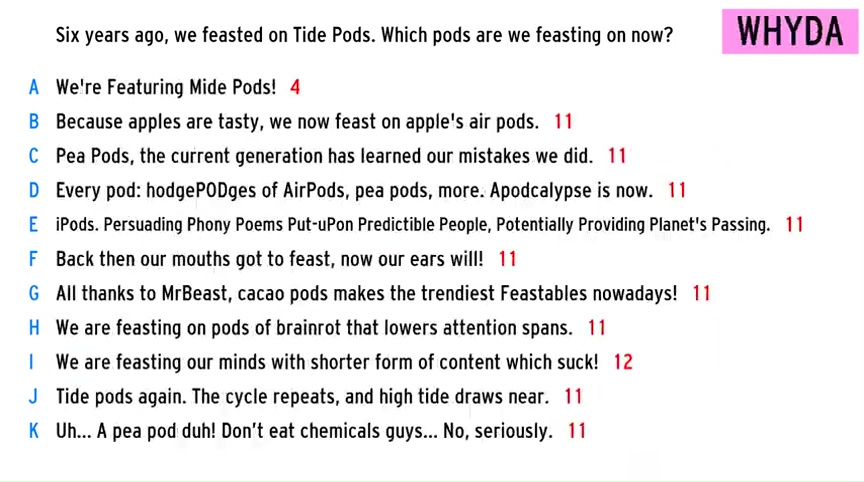 Six years ago, we feasted on Tide Pods. Which pods are we feasting on now?
WHYDA
A We're Featuring Mide Pods! 4
B Because apples are tasty, we now feast on apple's air pods. 11
C Pea Pods, the current generation has learned our mistakes we did. 11
D Every pod: hodgePODges of AirPods, pea pods, more. Apodcalypse is now. 11
E iPods. Persuading Phony Poems Put-uPon Predictible People, Potentially Providing Planet's Passing. 11
F Back then our mouths got to feast, now our ears will! 11
G All thanks to MrBeast, cacao pods makes the trendiest Feastables nowadays! 11
H We are feasting on pods of brainrot that lowers attention spans. 11
I We are feasting our minds with shorter form of content which suck! 12
J Tide pods again. The cycle repeats, and high tide draws near. 11
K Uh... A pea pod duh! Don't eat chemicals guys... No, seriously. 11